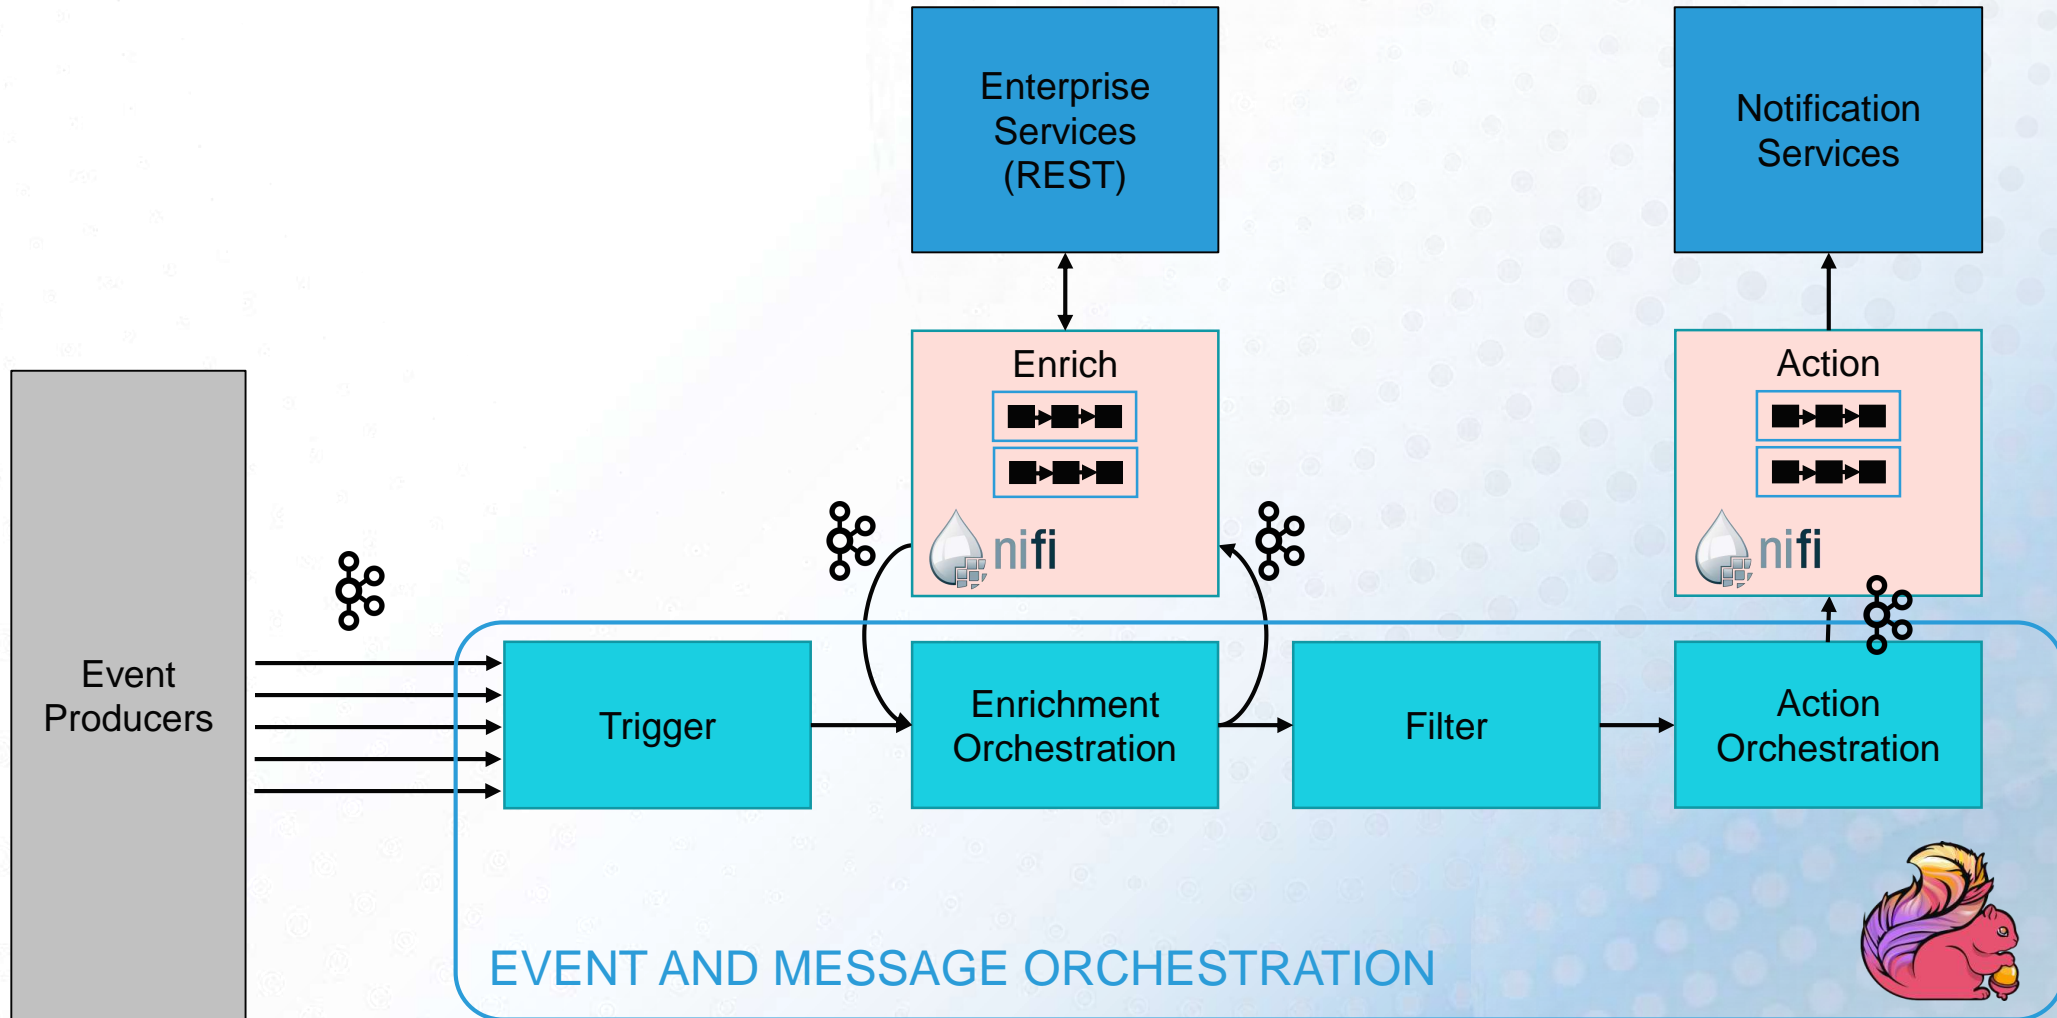 Enterprise
Services
(REST)
Notification
Services
Enrich
nifi
Action
nifi
Event
Producers
Trigger
Enrichment
Orchestration
Filter
Action
Orchestration
EVENT AND MESSAGE ORCHESTRATION